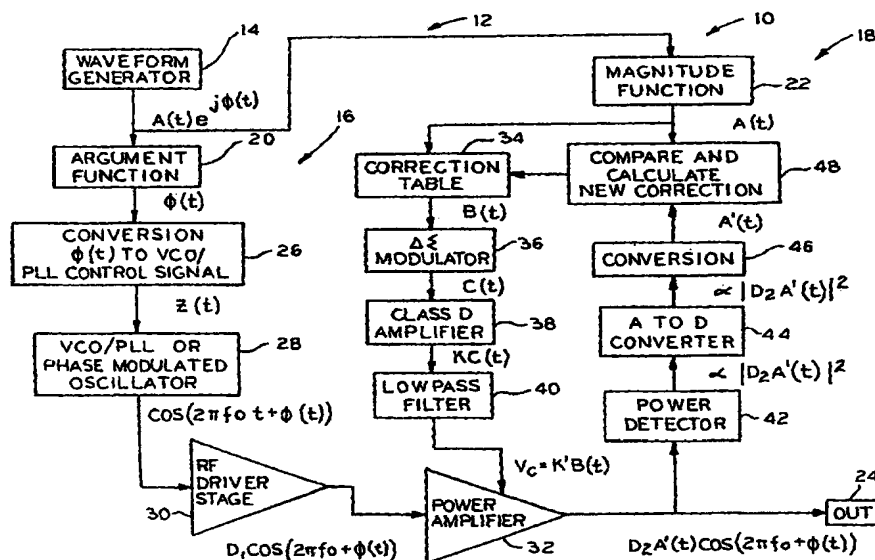 12
10
18
14
WAVEFORM
GENERATOR
MAGNITUDE
FUNCTION
22
A(t)e^jϕ(t)
A(t)
20
16
34
ARGUMENT
FUNCTION
CORRECTION
TABLE
COMPARE AND
CALCULATE
NEW CORRECTION
48
ϕ(t)
B(t)
A'(t)
CONVERSION
ϕ(t) TO VCO/
PLL CONTROL SIGNAL
26
ΔΣ
MODULATOR
36
CONVERSION
46
Z(t)
C(t)
∝ |D₂A'(t)|²
VCO/PLL OR
PHASE MODULATED
OSCILLATOR
28
CLASS D
AMPLIFIER
38
A TO D
CONVERTER
44
KC(t)
∝ |D₂A'(t)|²
LOWPASS
FILTER
40
POWER
DETECTOR
42
COS(2πfot+ϕ(t))
V_C=K'B(t)
RF
DRIVER
STAGE
30
POWER
AMPLIFIER
32
24
OUT
D₁COS(2πfo+ϕ(t))
D₂A'(t)COS(2πfo+ϕ(t))